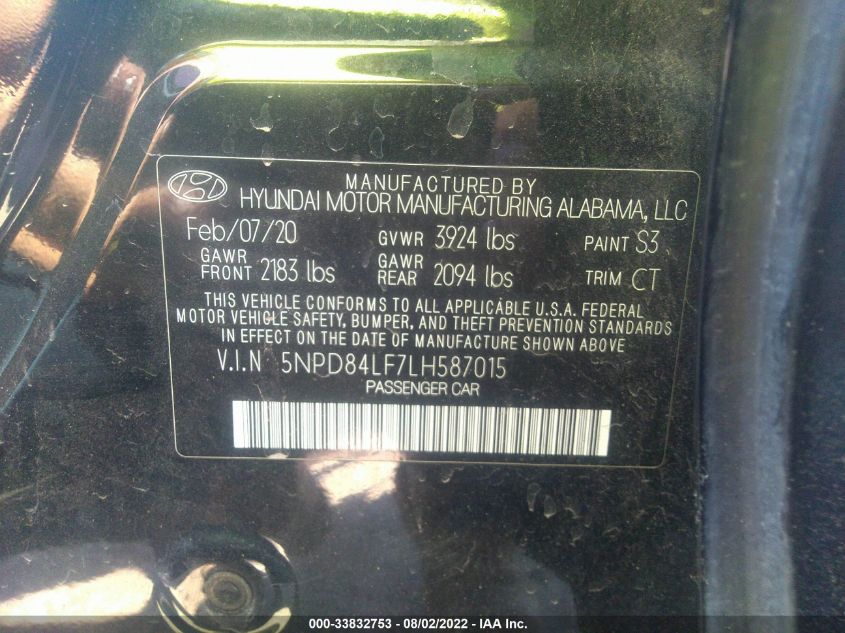 MANUFACTURED BY
HYUNDAI MOTOR MANUFACTURING ALABAMA, LLC
Feb/07/20 GVWR 3924 lbs PAINT S3
GAWR FRONT 2183 lbs GAWR REAR 2094 lbs TRIM CT
THIS VEHICLE CONFORMS TO ALL APPLICABLE U.S.A. FEDERAL
MOTOR VEHICLE SAFETY, BUMPER, AND THEFT PREVENTION STANDARDS
IN EFFECT ON THE DATE OF MANUFACTURE SHOWN ABOVE.
V.I.N 5NPD84LF7LH587015
PASSENGER CAR
000-33832753 - 08/02/2022 - IAA Inc.